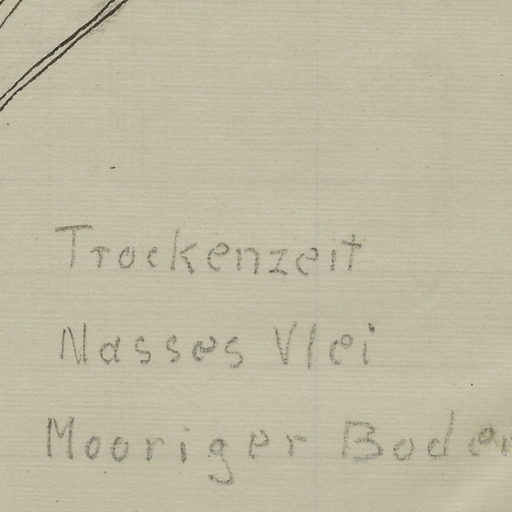 Trockenzeit
Nasses Vlei
Mooriger Boden